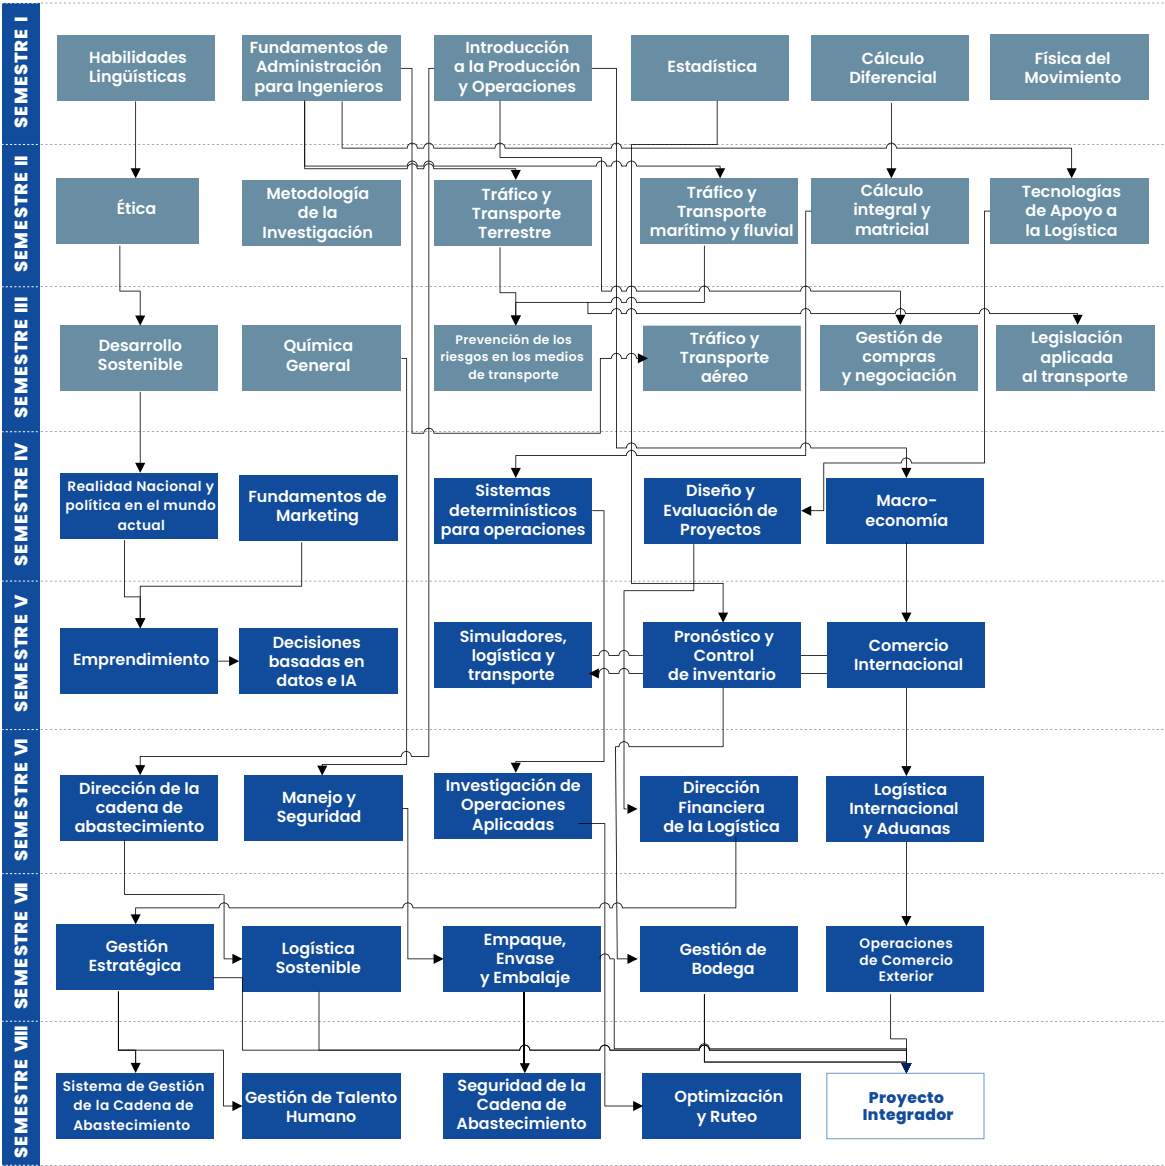 SEMESTRE I
Habilidades
Lingüísticas
Fundamentos de
Administración
para Ingenieros
Introducción
a la Producción
y Operaciones
Estadística
Cálculo
Diferencial
Física del
Movimiento
SEMESTRE II
Ética
Metodología
de la
Investigación
Tráfico y
Transporte
Terrestre
Tráfico y
Transporte
marítimo y fluvial
Cálculo
integral y
matricial
Tecnologías
de Apoyo a
la Logística
SEMESTRE III
Desarrollo
Sostenible
Química
General
Prevención de los
riesgos en los medios
de transporte
Tráfico y
Transporte
aéreo
Gestión de
compras
y negociación
Legislación
aplicada
al transporte
SEMESTRE IV
Realidad Nacional y
política en el mundo
actual
Fundamentos de
Marketing
Sistemas
determinísticos
para operaciones
Diseño y
Evaluación de
Proyectos
Macro-
economía
SEMESTRE V
Emprendimiento
Decisiones
basadas en
datos e IA
Simuladores,
logística y
transporte
Pronóstico y
Control
de inventario
Comercio
Internacional
SEMESTRE VI
Dirección de la
cadena de
abastecimiento
Manejo y
Seguridad
Investigación de
Operaciones
Aplicadas
Dirección
Financiera
de la Logística
Logística
Internacional
y Aduanas
SEMESTRE VII
Gestión
Estratégica
Logística
Sostenible
Empaque,
Envase
y Embalaje
Gestión de
Bodega
Operaciones
de Comercio
Exterior
SEMESTRE VIII
Sistema de Gestión
de la Cadena de
Abastecimiento
Gestión de Talento
Humano
Seguridad de la
Cadena de
Abastecimiento
Optimización
y Ruteo
Proyecto
Integrador